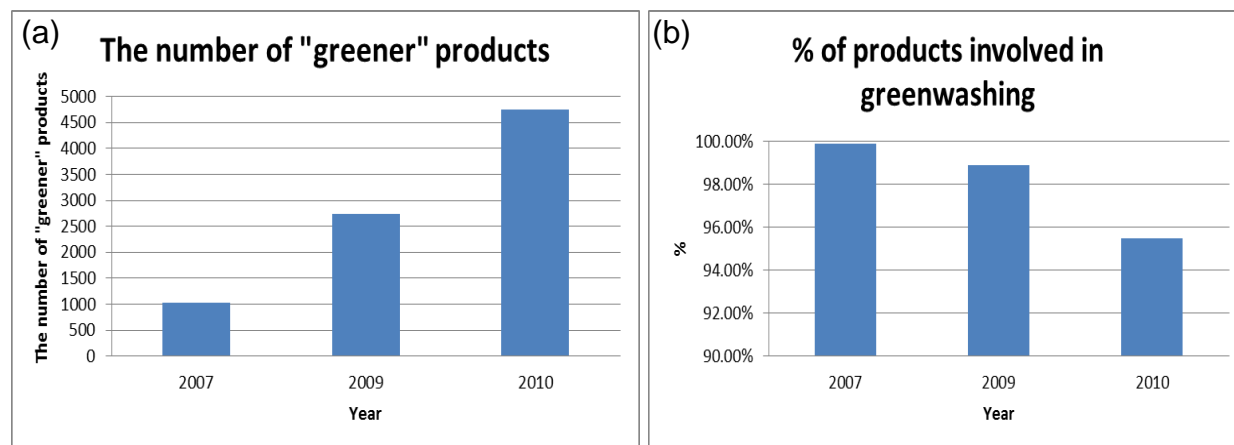 (a)
The number of "greener" products
The number of "greener" products
5000
4500
4000
3500
3000
2500
2000
1500
1000
500
0
2007 2009 2010
Year
(b)
% of products involved in
greenwashing
%
100.00%
98.00%
96.00%
94.00%
92.00%
90.00%
2007 2009 2010
Year